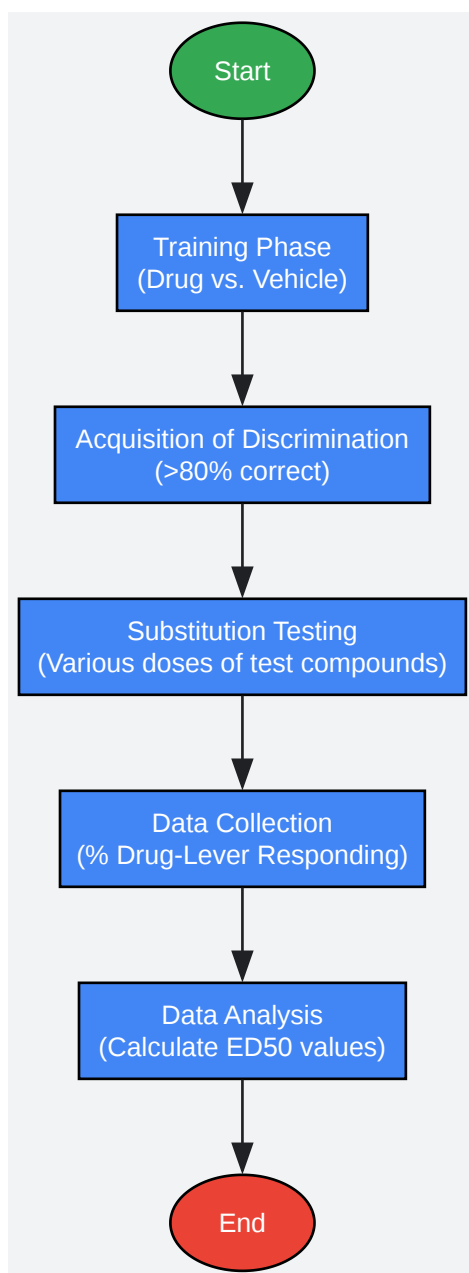 Start
Training Phase
(Drug vs. Vehicle)
Acquisition of Discrimination
(>80% correct)
Substitution Testing
(Various doses of test compounds)
Data Collection
(% Drug-Lever Responding)
Data Analysis
(Calculate ED50 values)
End